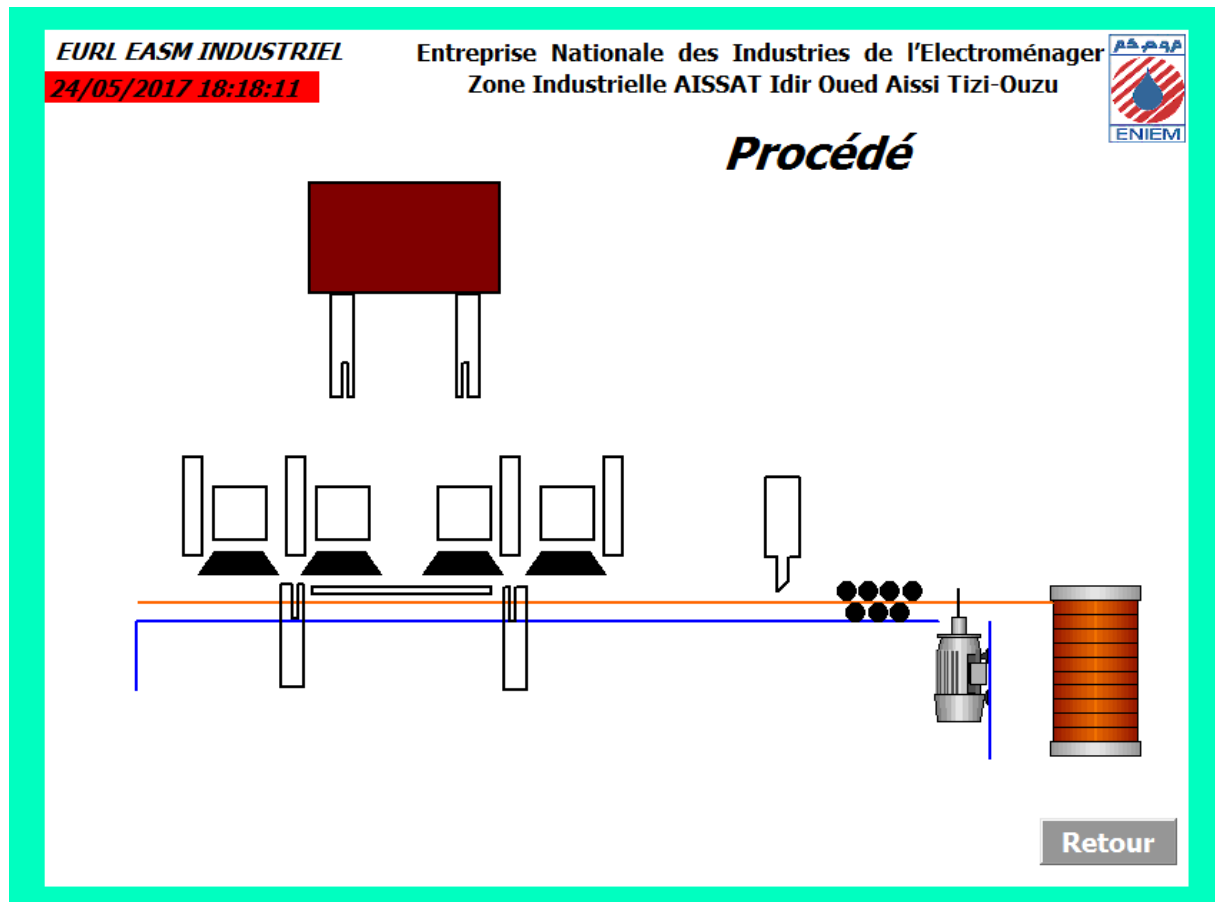 EURL EASM INDUSTRIEL
24/05/2017 18:18:11
Entreprise Nationale des Industries de l’Electroménager
Zone Industrielle AISSAT Idir Oued Aissi Tizi-Ouzu
ENIEM
Procédé
Retour